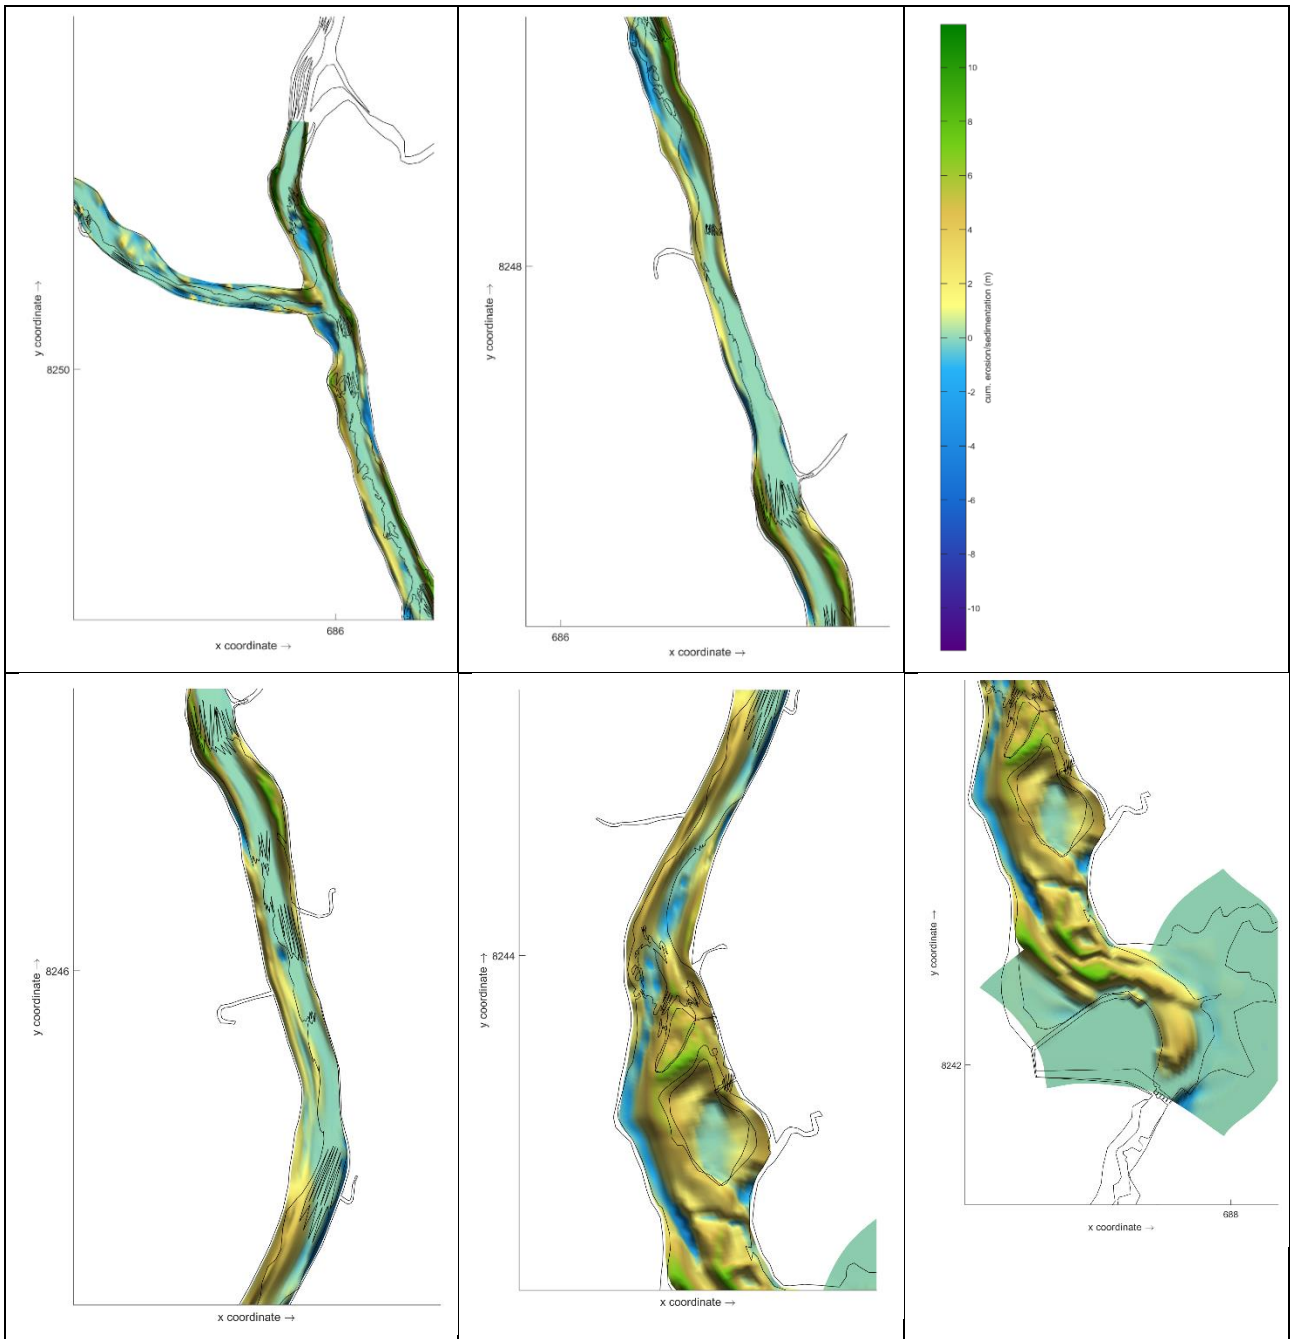 y coordinate →
8250
686
x coordinate →
y coordinate →
8248
686
x coordinate →
10
8
6
4
2
0
-2
-4
-6
-8
-10
cum. erosion/sedimentation (m)
y coordinate →
8246
x coordinate →
y coordinate →
8244
x coordinate →
y coordinate →
8242
688
x coordinate →